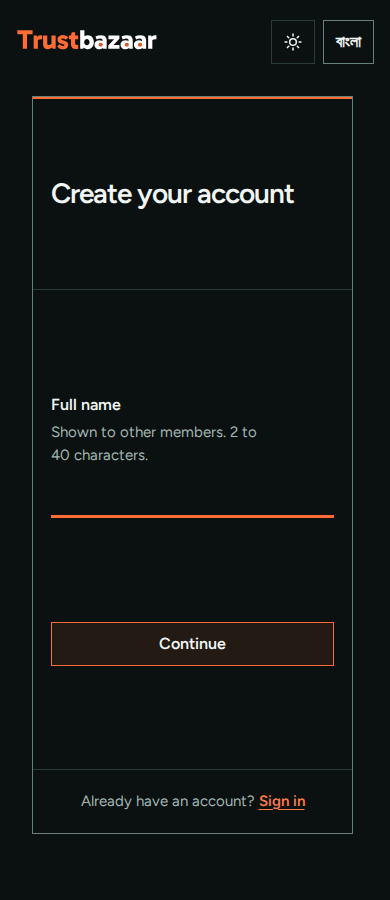 Trustbazaar
বাংলা
Create your account
Full name
Shown to other members. 2 to
40 characters.
Continue
Already have an account? Sign in